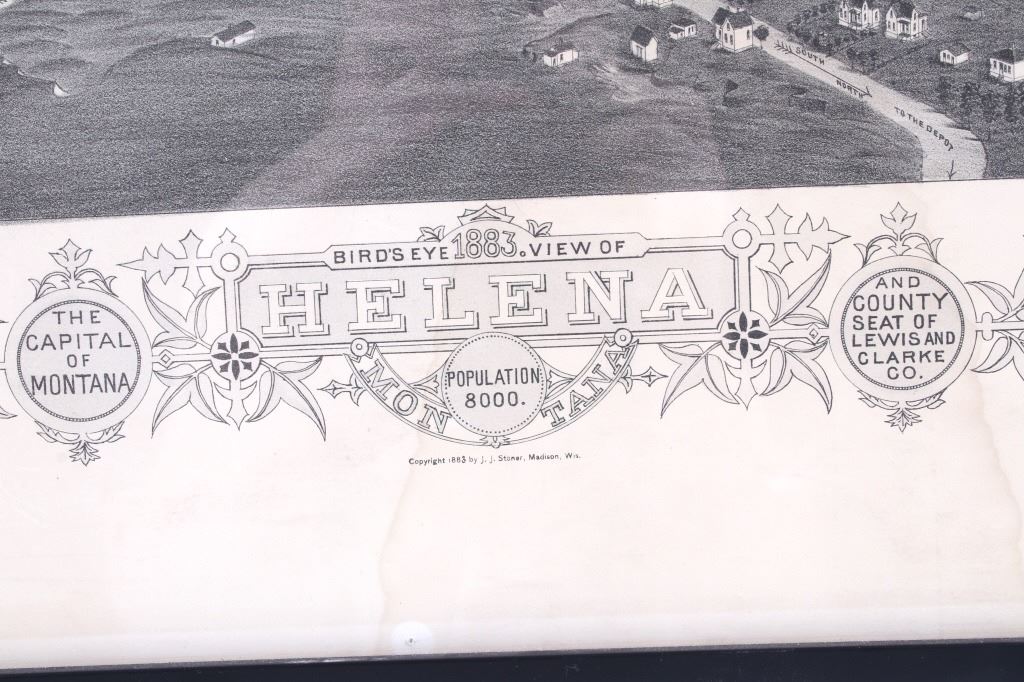 SOUTH
NORTH
TO THE DEPOT
BIRD'S EYE 1883. VIEW OF
HELENA
MONTANA
POPULATION
8000.
THE
CAPITAL
OF
MONTANA
AND
COUNTY
SEAT OF
LEWIS AND
CLARKE
CO.
Copyright 1883 by J. J. Stoner, Madison, Wis.